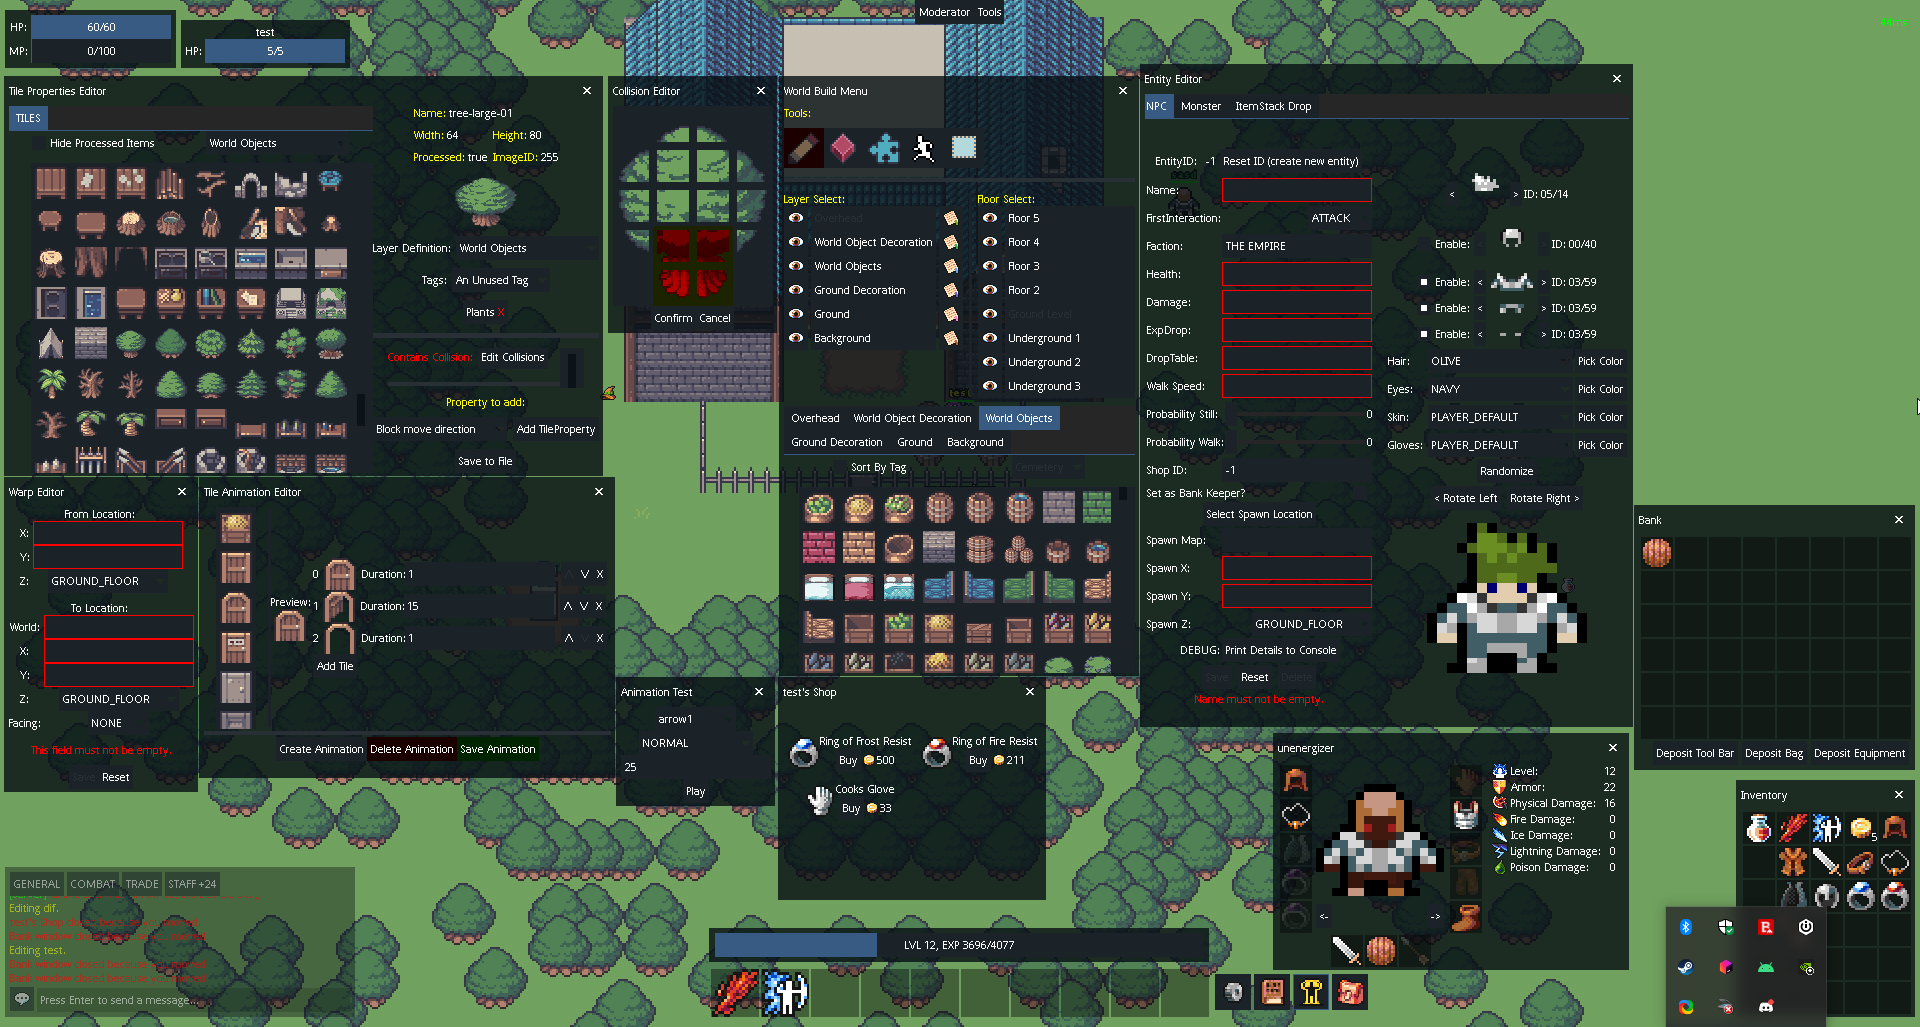 Moderator Tools
HP: 60/60
MP: 0/100
test
HP: 5/5
Tile Properties Editor
TILES
Hide Processed Items
World Objects
Name: tree-large-01
Width: 64 Height: 80
Processed: true ImageID: 255
Layer Definition: World Objects
Tags: An Unused Tag
Plants X
Contains Collision: Edit Collisions
Property to add:
Block move direction
Add TileProperty
Save to File
Collision Editor
Confirm Cancel
World Build Menu
Tools:
Layer Select:
Overhead
World Object Decoration
World Objects
Ground Decoration
Ground
Background
Floor Select:
Floor 5
Floor 4
Floor 3
Floor 2
Ground Level
Underground 1
Underground 2
Underground 3
Overhead World Object Decoration World Objects
Ground Decoration Ground Background
Sort By Tag
Cemetery
Entity Editor
NPC Monster ItemStack Drop
EntityID: -1 Reset ID (create new entity)
Name:
FirstInteraction: ATTACK
Faction: THE EMPIRE
Health:
Damage:
ExpDrop:
DropTable:
Walk Speed:
Probability Still: 0
Probability Walk: 0
Shop ID: -1
Set as Bank Keeper?
Select Spawn Location
Spawn Map:
Spawn X:
Spawn Y:
Spawn Z: GROUND_FLOOR
DEBUG: Print Details to Console
Save Reset Delete
Name must not be empty.
< > ID: 05/14
Enable: ID: 00/40
Enable: < > ID: 03/59
Enable: < > ID: 03/59
Enable: < > ID: 03/59
Hair: OLIVE Pick Color
Eyes: NAVY Pick Color
Skin: PLAYER_DEFAULT Pick Color
Gloves: PLAYER_DEFAULT Pick Color
Randomize
< Rotate Left Rotate Right >
Warp Editor
From Location:
X:
Y:
Z: GROUND_FLOOR
To Location:
World:
X:
Y:
Z: GROUND_FLOOR
Facing: NONE
This field must not be empty.
Save Reset
Tile Animation Editor
Preview:
0 Duration: 1
1 Duration: 15
2 Duration: 1
Add Tile
Create Animation Delete Animation Save Animation
Animation Test
arrow1
NORMAL
25
Play
test's Shop
Ring of Frost Resist
Buy 500
Ring of Fire Resist
Buy 211
Cooks Glove
Buy 33
Bank
Deposit Tool Bar Deposit Bag Deposit Equipment
unenergizer
<- ->
Level: 12
Armor: 22
Physical Damage: 16
Fire Damage: 0
Ice Damage: 0
Lightning Damage: 0
Poison Damage: 0
Inventory
5
GENERAL COMBAT TRADE STAFF +24
Editing dif.
Editing test.
Press Enter to send a message...
LVL 12, EXP 3696/4077